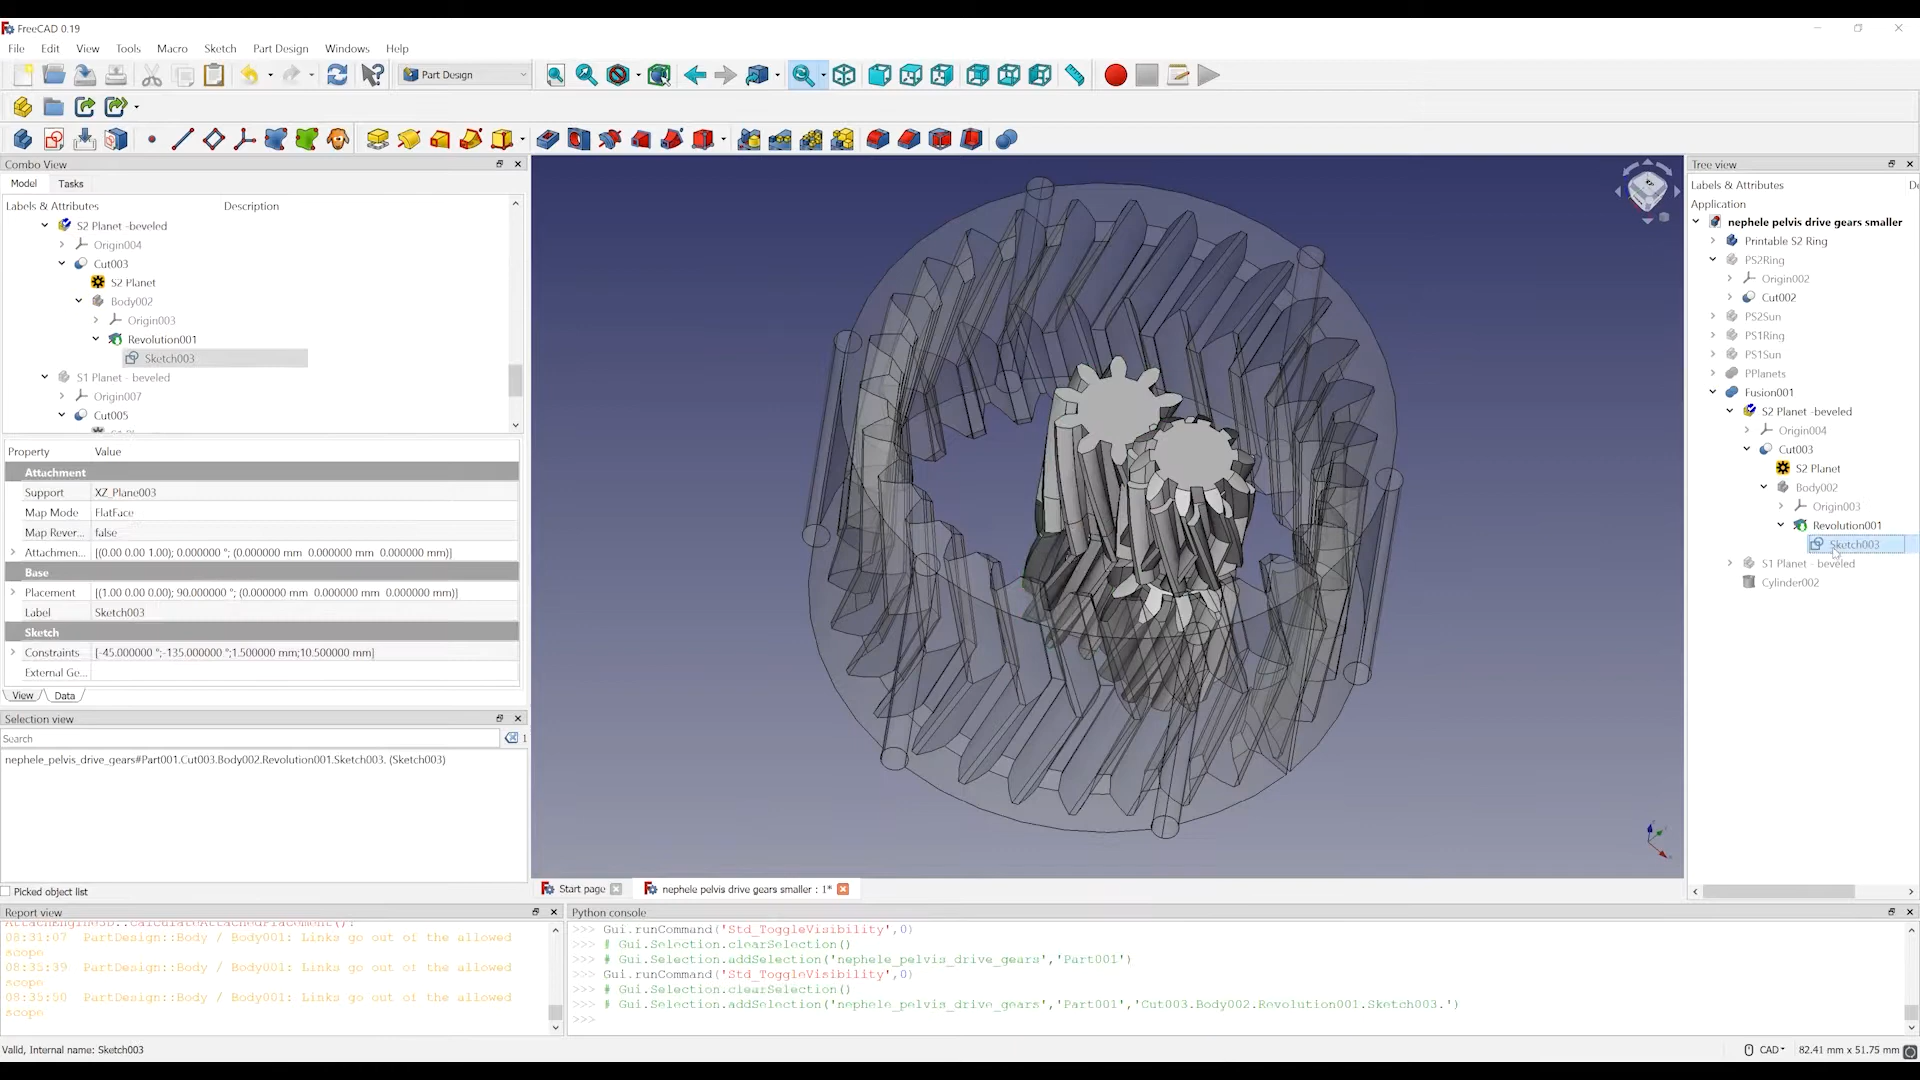 FreeCAD 0.19
File Edit View Tools Macro Sketch Part Design Windows Help
Part Design
Combo View
Model Tasks
Labels & Attributes Description
S2 Planet -beveled
Origin004
Cut003
S2 Planet
Body002
Origin003
Revolution001
Sketch003
S1 Planet - beveled
Origin007
Cut005
Property Value
Attachment
Support XZ_Plane003
Map Mode FlatFace
Map Rever... false
Attachmen... [(0.00 0.00 1.00); 0.000000 °; (0.000000 mm 0.000000 mm 0.000000 mm)]
Base
Placement [(1.00 0.00 0.00); 90.000000 °; (0.000000 mm 0.000000 mm 0.000000 mm)]
Label Sketch003
Sketch
Constraints [-45.000000 °;-135.000000 °;1.500000 mm;10.500000 mm]
External Ge...
View Data
Selection view
Search 1
nephele_pelvis_drive_gears#Part001.Cut003.Body002.Revolution001.Sketch003. (Sketch003)
Picked object list
Report view
AttachEngine3D::calculateAttachedPlacement()!
08:31:07 PartDesign::Body / Body001: Links go out of the allowed
scope
08:35:39 PartDesign::Body / Body001: Links go out of the allowed
scope
08:35:50 PartDesign::Body / Body001: Links go out of the allowed
scope
Start page
nephele pelvis drive gears smaller : 1*
Python console
>>> Gui.runCommand('Std_ToggleVisibility',0)
>>> # Gui.Selection.clearSelection()
>>> # Gui.Selection.addSelection('nephele_pelvis_drive_gears','Part001')
>>> Gui.runCommand('Std_ToggleVisibility',0)
>>> # Gui.Selection.clearSelection()
>>> # Gui.Selection.addSelection('nephele_pelvis_drive_gears','Part001','Cut003.Body002.Revolution001.Sketch003.')
>>>
Tree view
Labels & Attributes
Application
nephele pelvis drive gears smaller
Printable S2 Ring
PS2Ring
Origin002
Cut002
PS2Sun
PS1Ring
PS1Sun
PPlanets
Fusion001
S2 Planet -beveled
Origin004
Cut003
S2 Planet
Body002
Origin003
Revolution001
Sketch003
S1 Planet - beveled
Cylinder002
Valid, Internal name: Sketch003
CAD 82.41 mm x 51.75 mm